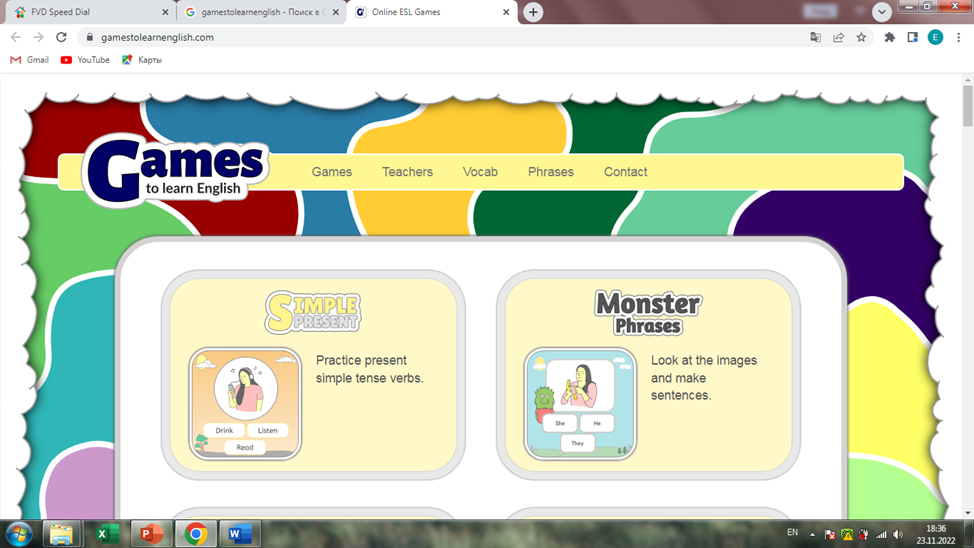 FVD Speed Dial
gamestolearnenglish - Поиск в G
Online ESL Games
gamestolearnenglish.com
E
Gmail
YouTube
Карты
Games
to learn English
Games
Teachers
Vocab
Phrases
Contact
SIMPLE
PRESENT
Practice present
simple tense verbs.
Drink
Listen
Read
Monster
Phrases
Look at the images
and make
sentences.
She
He
They
EN
18:36
23.11.2022